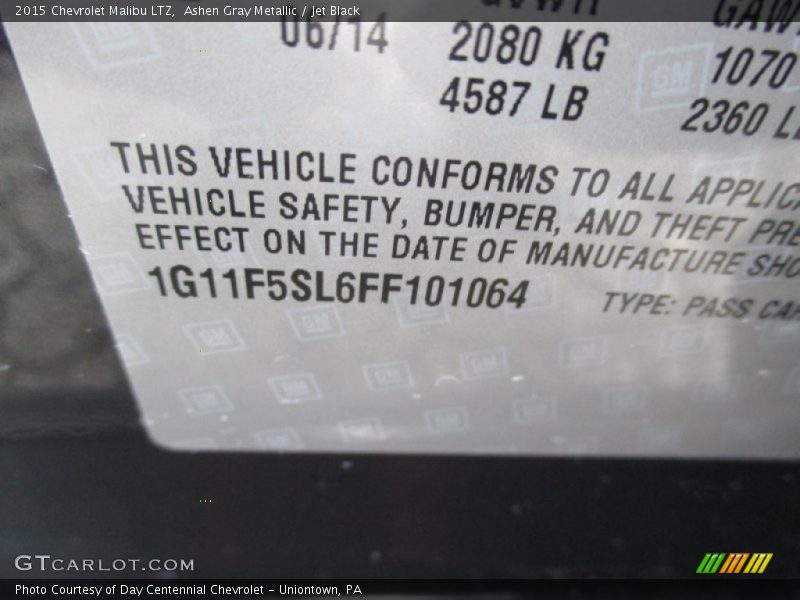 2015 Chevrolet Malibu LTZ, Ashen Gray Metallic / Jet Black
06/14 2080 KG 1070
4587 LB 2360
THIS VEHICLE CONFORMS TO ALL APPLIC
VEHICLE SAFETY, BUMPER, AND THEFT PRE
EFFECT ON THE DATE OF MANUFACTURE SHO
1G11F5SL6FF101064 TYPE: PASS CAR
GTCARLOT.COM
Photo Courtesy of Day Centennial Chevrolet - Uniontown, PA